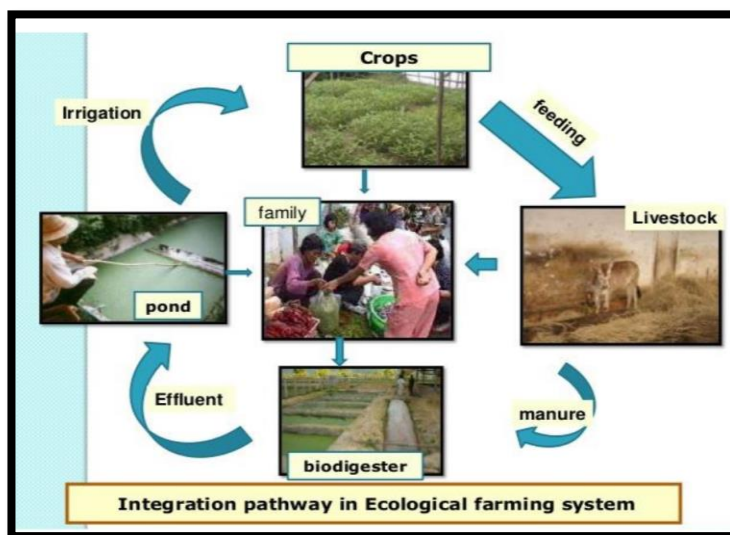 Crops
Irrigation
feeding
family
Livestock
pond
Effluent
manure
biodigester
Integration pathway in Ecological farming system